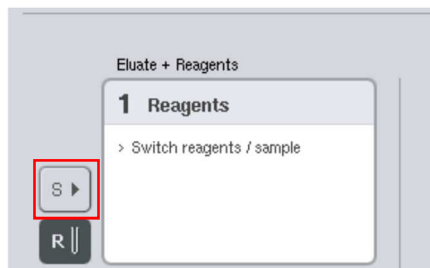 Eluate + Reagents
1 Reagents
> Switch reagents / sample
S
R